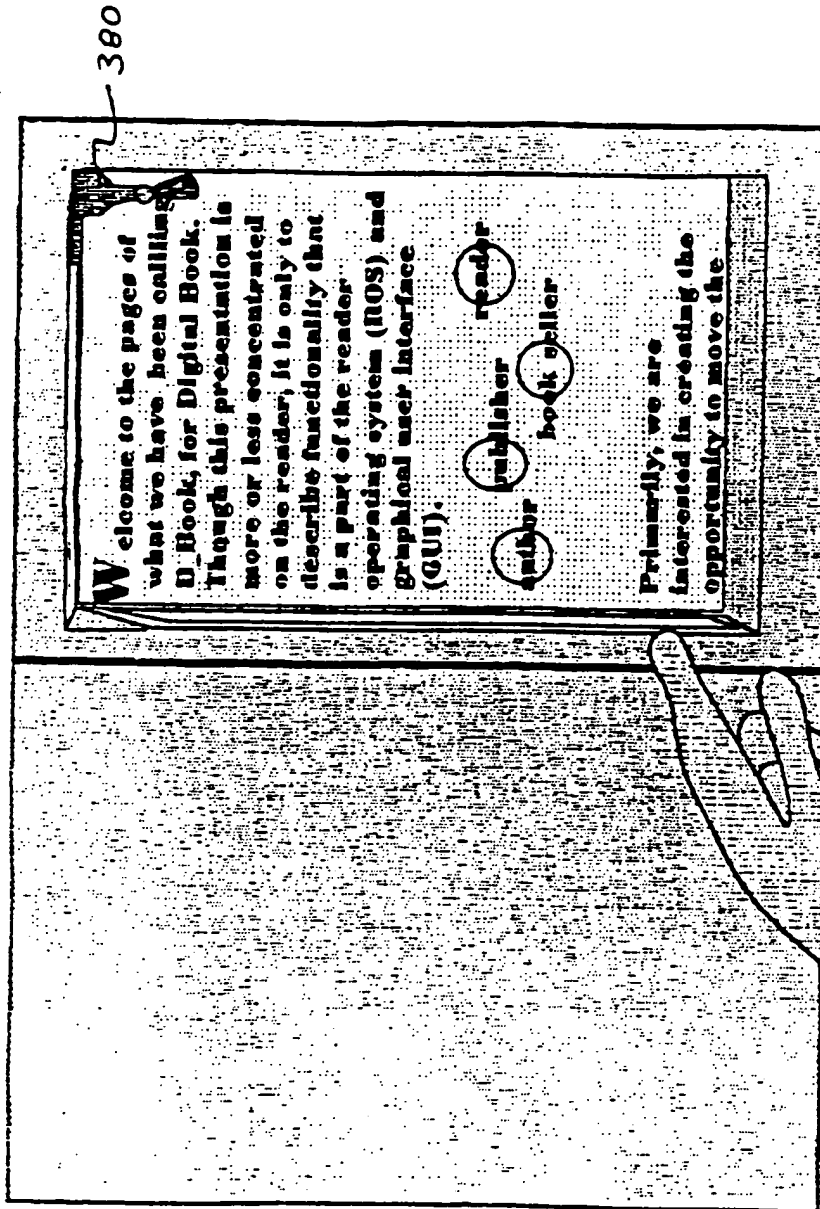 380
Welcome to the pages of
what we have been callling
D_Book, for Digital Book.
Though this presentation is
more or less concentrated
on the reader, it is only to
describe functionality that
is a part of the reader
operating system (ROS) and
graphical user interface
(GUI).
author publisher reader
book seller
Primarily, we are
interested in creating the
opportunity to move the